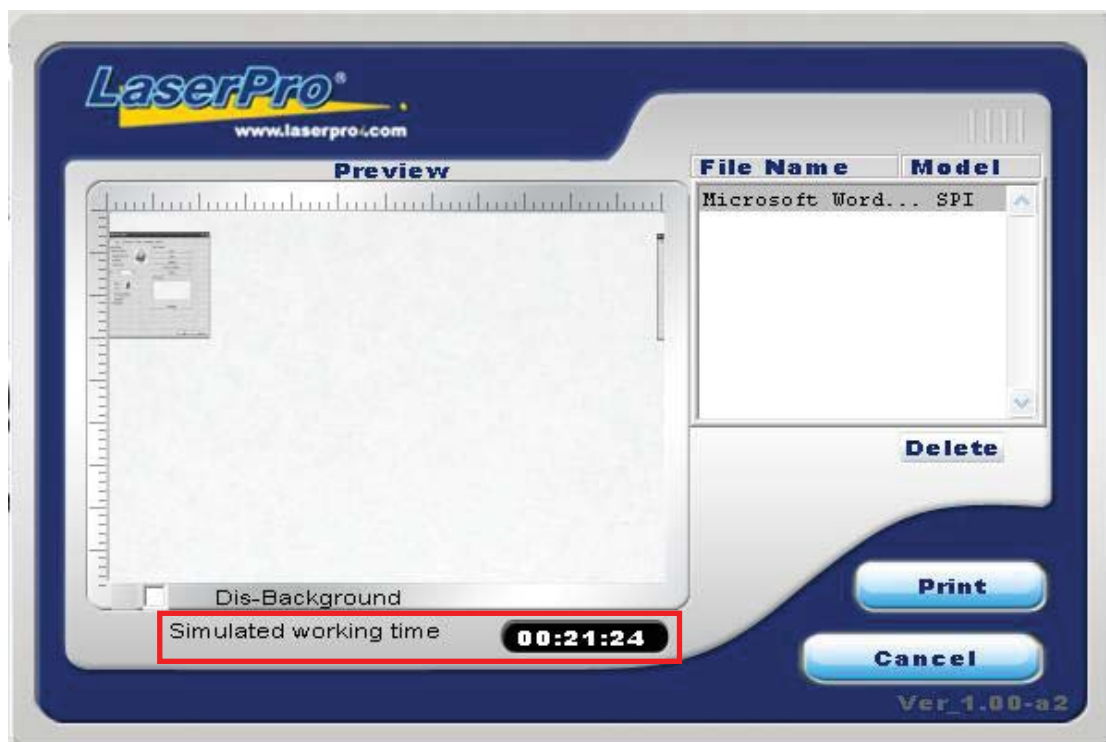 LaserPro®
www.laserpro.com
Preview
File Name Model
Microsoft Word... SPI
Delete
Dis-Background
Simulated working time 00:21:24
Print
Cancel
Ver_1.00-a2